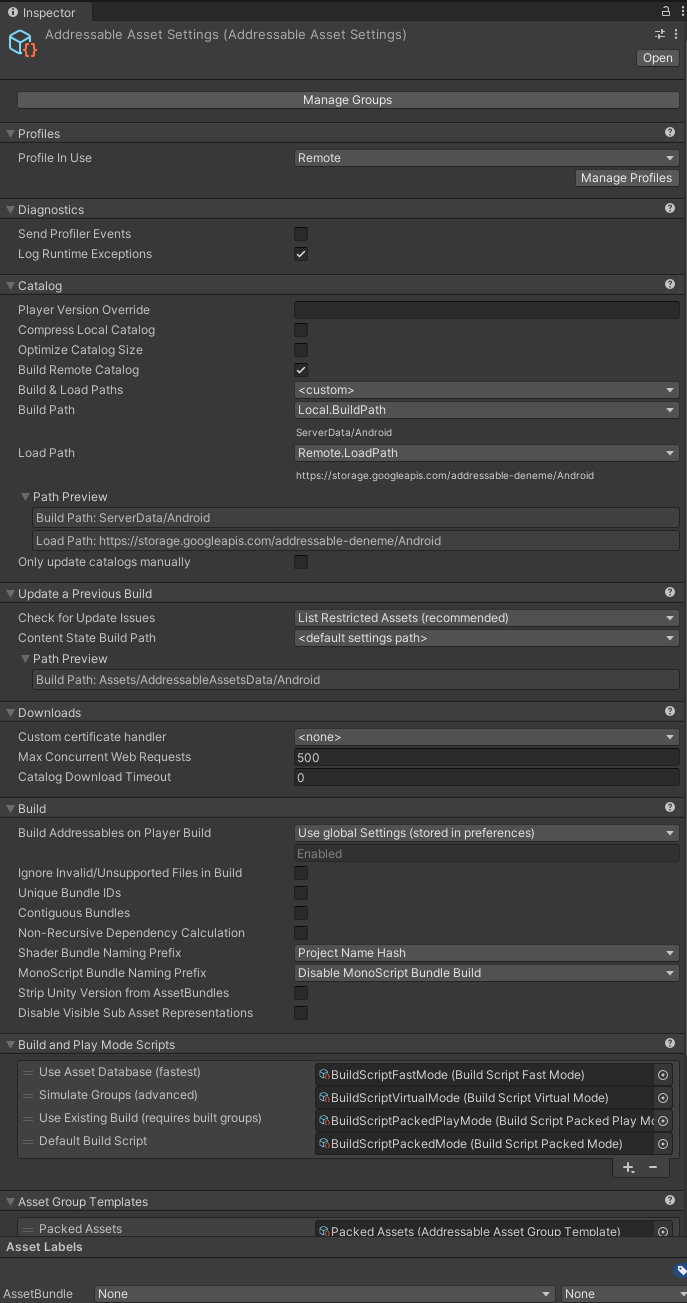 Inspector
Addressable Asset Settings (Addressable Asset Settings)
Open
Manage Groups
Profiles
Profile In Use Remote
Manage Profiles
Diagnostics
Send Profiler Events
Log Runtime Exceptions
Catalog
Player Version Override
Compress Local Catalog
Optimize Catalog Size
Build Remote Catalog
Build & Load Paths <custom>
Build Path Local.BuildPath
ServerData/Android
Load Path Remote.LoadPath
https://storage.googleapis.com/addressable-deneme/Android
Path Preview
Build Path: ServerData/Android
Load Path: https://storage.googleapis.com/addressable-deneme/Android
Only update catalogs manually
Update a Previous Build
Check for Update Issues List Restricted Assets (recommended)
Content State Build Path <default settings path>
Path Preview
Build Path: Assets/AddressableAssetsData/Android
Downloads
Custom certificate handler <none>
Max Concurrent Web Requests 500
Catalog Download Timeout 0
Build
Build Addressables on Player Build Use global Settings (stored in preferences)
Enabled
Ignore Invalid/Unsupported Files in Build
Unique Bundle IDs
Contiguous Bundles
Non-Recursive Dependency Calculation
Shader Bundle Naming Prefix Project Name Hash
MonoScript Bundle Naming Prefix Disable MonoScript Bundle Build
Strip Unity Version from AssetBundles
Disable Visible Sub Asset Representations
Build and Play Mode Scripts
Use Asset Database (fastest) BuildScriptFastMode (Build Script Fast Mode)
Simulate Groups (advanced) BuildScriptVirtualMode (Build Script Virtual Mode)
Use Existing Build (requires built groups) BuildScriptPackedPlayMode (Build Script Packed Play Mo
Default Build Script BuildScriptPackedMode (Build Script Packed Mode)
Asset Group Templates
Packed Assets Packed Assets (Addressable Asset Group Template)
Asset Labels
AssetBundle None None